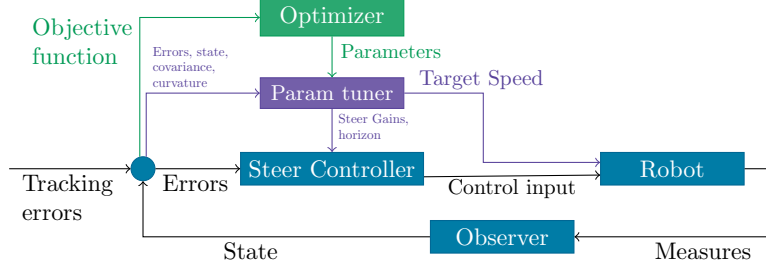 Optimizer
Objective
function
Parameters
Errors, state,
covariance,
curvature
Param tuner
Target Speed
Steer Gains,
horizon
Tracking
errors
Errors
Steer Controller
Control input
Robot
State
Observer
Measures